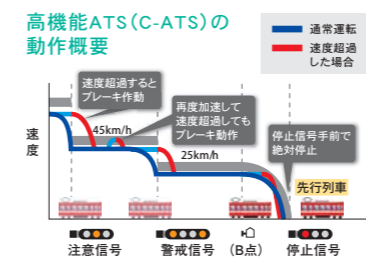 高機能ATS(C-ATS)の
動作概要
通常運転
速度超過
した場合
速度超過すると
ブレーキ作動
45km/h
再度加速して
速度超過しても
ブレーキ動作
停止信号手前で
絶対停止
速
度
25km/h
先行列車
注意信号
警戒信号
(B点)
停止信号